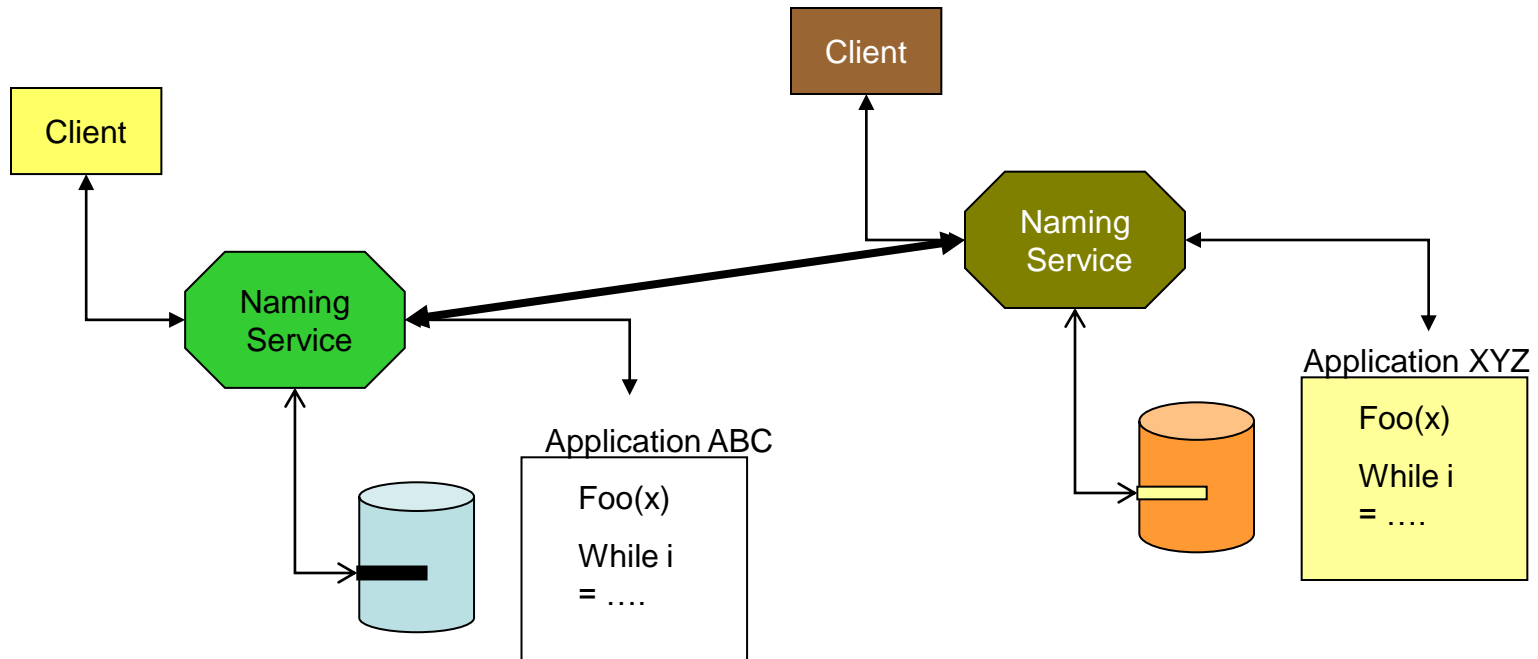 Client
Client
Naming
Service
Naming
Service
Application XYZ
Foo(x)
While i
= ….
Application ABC
Foo(x)
While i
= ….